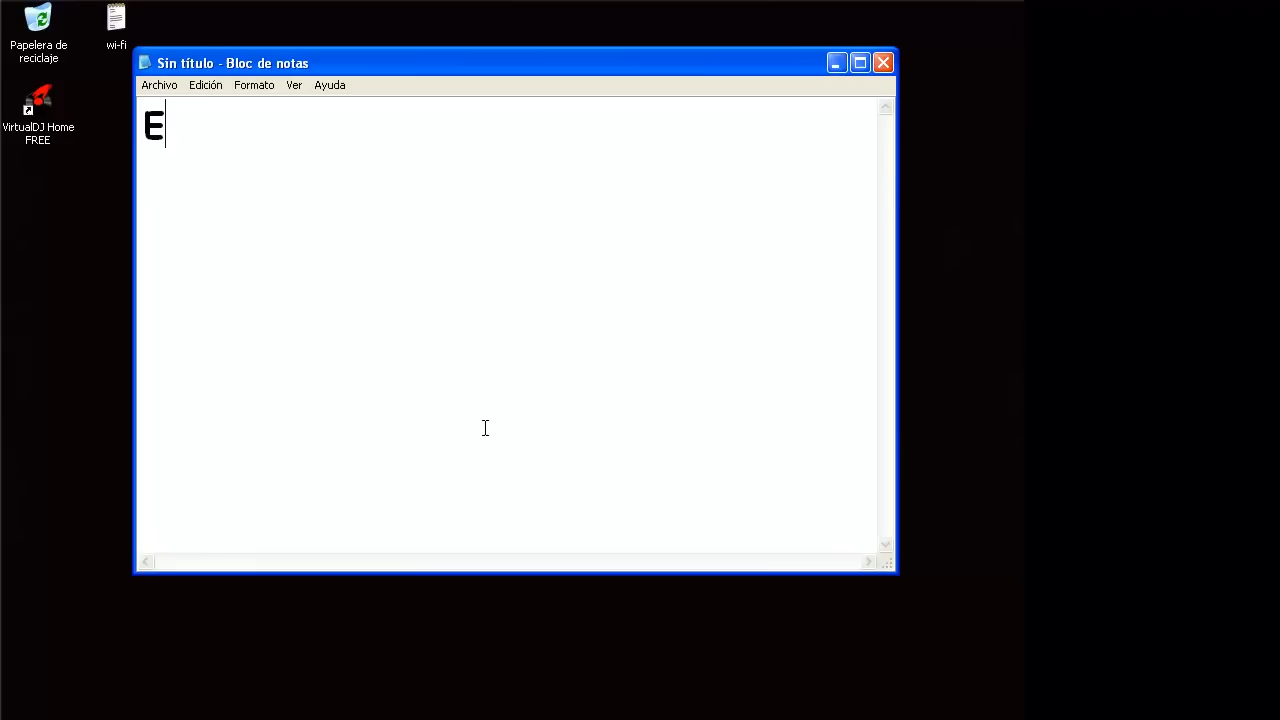 Papelera de
reciclaje
wi-fi
VirtualDJ Home
FREE
Sin título - Bloc de notas
Archivo Edición Formato Ver Ayuda
E